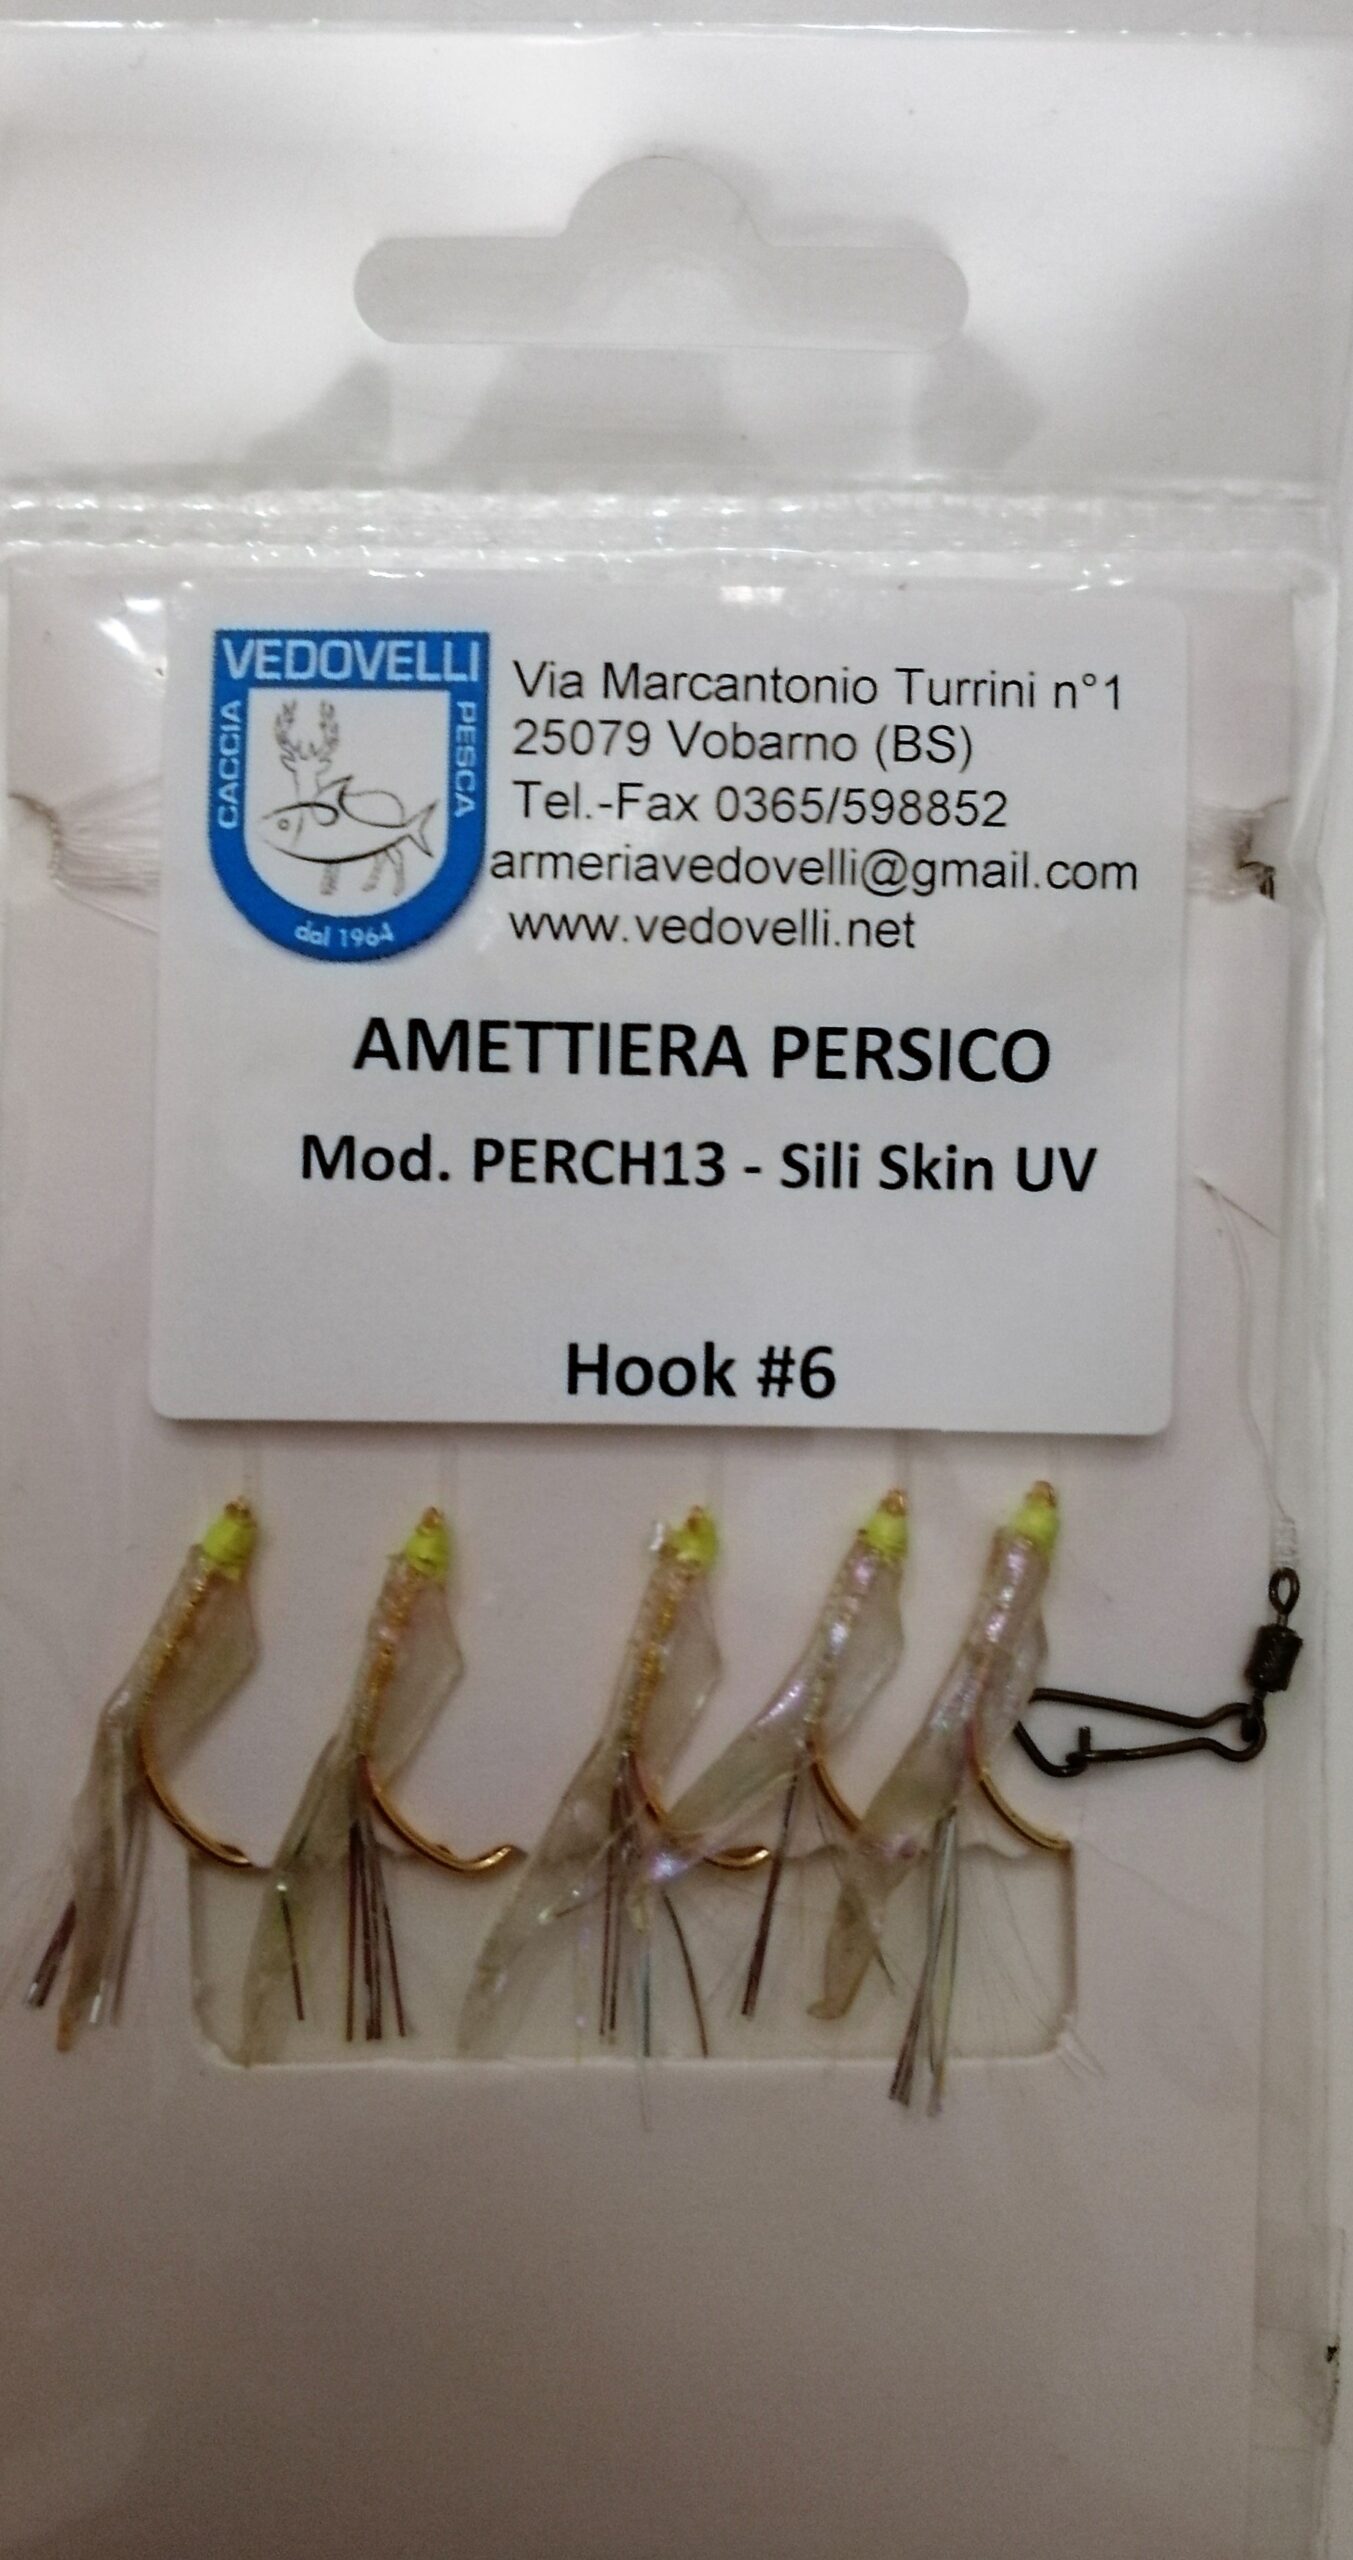 VEDOVELLI
CACCIA
PESCA
dal 1964
Via Marcantonio Turrini n°1
25079 Vobarno (BS)
Tel.-Fax 0365/598852
armeriavedovelli@gmail.com
www.vedovelli.net
AMETTIERA PERSICO
Mod. PERCH13 - Sili Skin UV
Hook #6